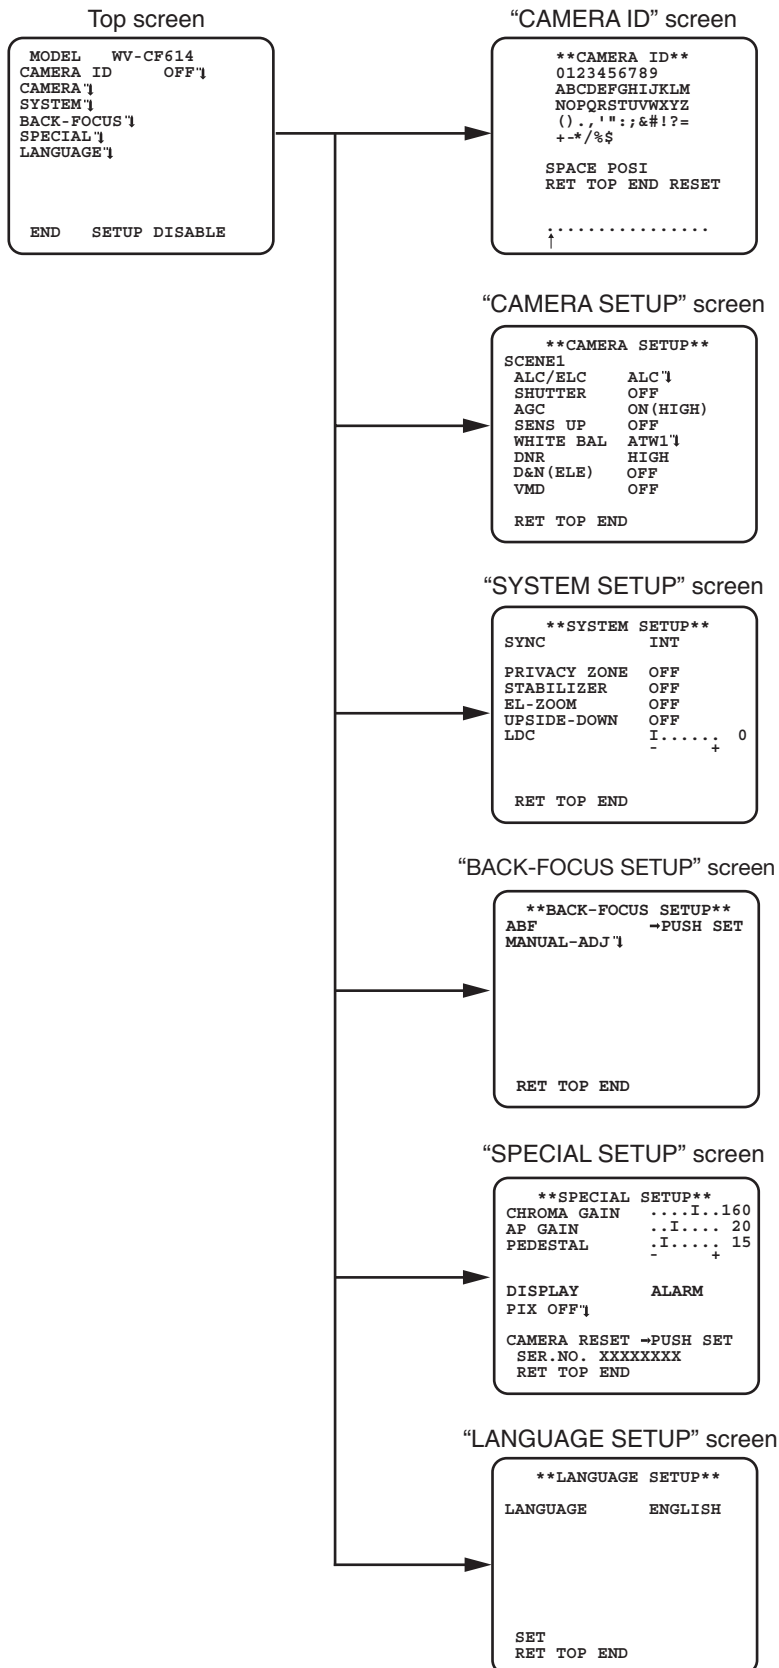 Top screen
MODEL WV-CF614
CAMERA ID OFF
CAMERA
SYSTEM
BACK-FOCUS
SPECIAL
LANGUAGE
END SETUP DISABLE
“CAMERA ID” screen
**CAMERA ID**
0123456789
ABCDEFGHIJKLM
NOPQRSTUVWXYZ
().,'":;&#!?=
+-*/%$
SPACE POSI
RET TOP END RESET
................
↑
“CAMERA SETUP” screen
**CAMERA SETUP**
SCENE1
ALC/ELC ALC
SHUTTER OFF
AGC ON(HIGH)
SENS UP OFF
WHITE BAL ATW1
DNR HIGH
D&N(ELE) OFF
VMD OFF
RET TOP END
“SYSTEM SETUP” screen
**SYSTEM SETUP**
SYNC INT
PRIVACY ZONE OFF
STABILIZER OFF
EL-ZOOM OFF
UPSIDE-DOWN OFF
LDC I...... 0
- +
RET TOP END
“BACK-FOCUS SETUP” screen
**BACK-FOCUS SETUP**
ABF →PUSH SET
MANUAL-ADJ
RET TOP END
“SPECIAL SETUP” screen
**SPECIAL SETUP**
CHROMA GAIN ....I..160
AP GAIN ..I.... 20
PEDESTAL .I..... 15
- +
DISPLAY ALARM
PIX OFF
CAMERA RESET →PUSH SET
SER.NO. XXXXXXXX
RET TOP END
“LANGUAGE SETUP” screen
**LANGUAGE SETUP**
LANGUAGE ENGLISH
SET
RET TOP END